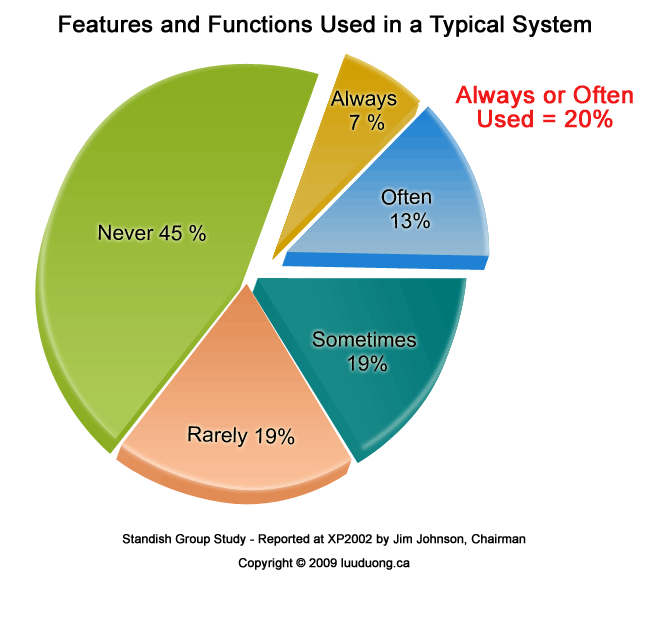 Features and Functions Used in a Typical System
Always
7 %
Always or Often
Used = 20%
Often
13%
Never 45 %
Sometimes
19%
Rarely 19%
Standish Group Study - Reported at XP2002 by Jim Johnson, Chairman
Copyright © 2009 luuduong.ca